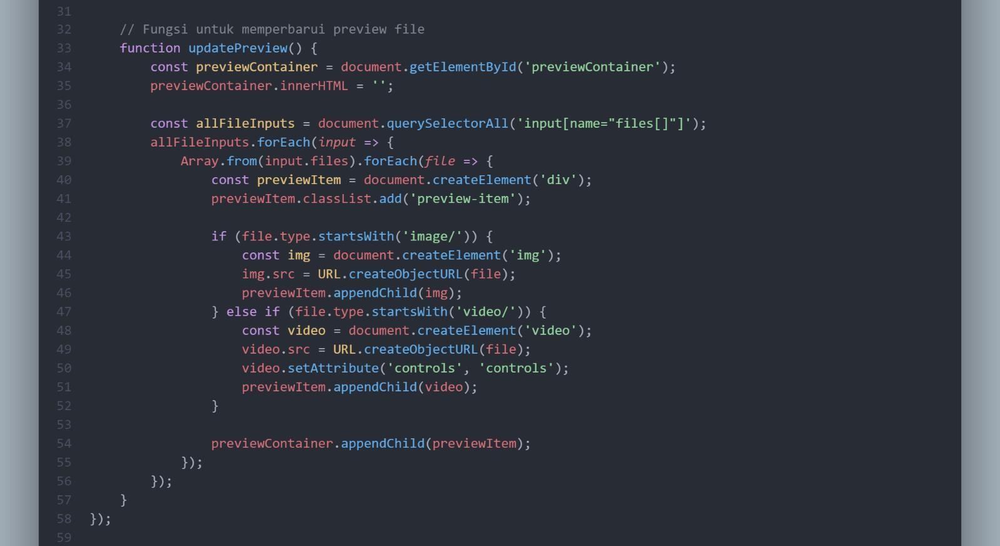 31
32     // Fungsi untuk memperbarui preview file
33     function updatePreview() {
34         const previewContainer = document.getElementById('previewContainer');
35         previewContainer.innerHTML = '';
36
37         const allFileInputs = document.querySelectorAll('input[name="files[]"]');
38         allFileInputs.forEach(input => {
39             Array.from(input.files).forEach(file => {
40                 const previewItem = document.createElement('div');
41                 previewItem.classList.add('preview-item');
42
43                 if (file.type.startsWith('image/')) {
44                     const img = document.createElement('img');
45                     img.src = URL.createObjectURL(file);
46                     previewItem.appendChild(img);
47                 } else if (file.type.startsWith('video/')) {
48                     const video = document.createElement('video');
49                     video.src = URL.createObjectURL(file);
50                     video.setAttribute('controls', 'controls');
51                     previewItem.appendChild(video);
52                 }
53
54                 previewContainer.appendChild(previewItem);
55             });
56         });
57     }
58 });
59